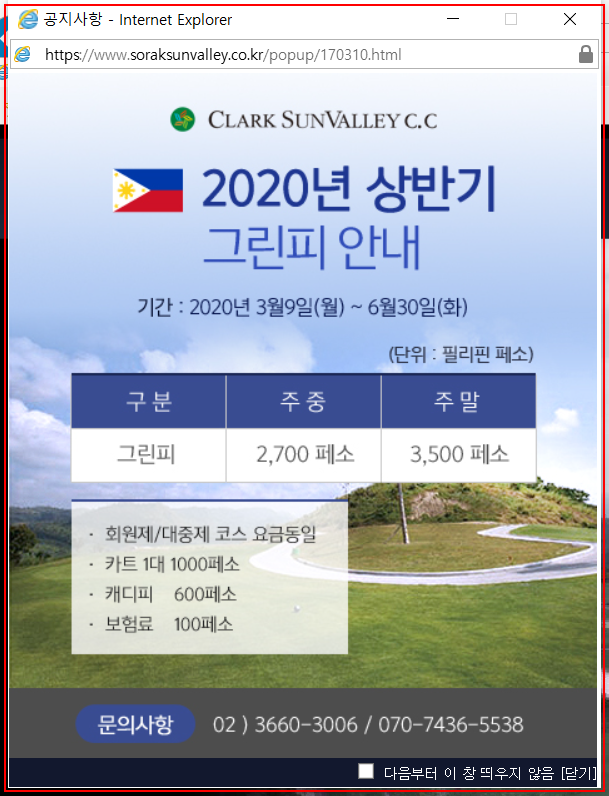 공지사항 - Internet Explorer
https://www.soraksunvalley.co.kr/popup/170310.html
CLARK SUNVALLEY C.C
2020년 상반기
그린피 안내
기간 : 2020년 3월9일(월) ~ 6월30일(화)
(단위 : 필리핀 페소)
구 분 주 중 주 말
그린피 2,700 페소 3,500 페소
· 회원제/대중제 코스 요금동일
· 카트 1대 1000페소
· 캐디피 600페소
· 보험료 100페소
문의사항 02 ) 3660-3006 / 070-7436-5538
다음부터 이 창 띄우지 않음 [닫기]